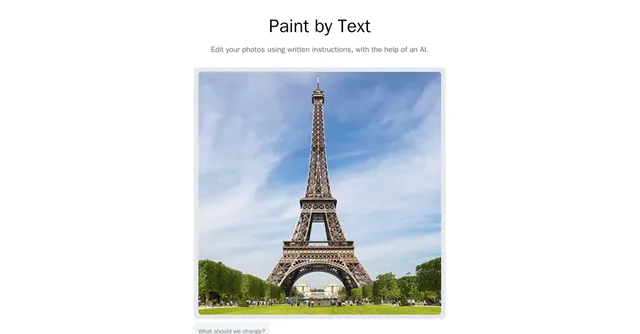 Paint by Text
Edit your photos using written instructions, with the help of an AI.
What should we change?